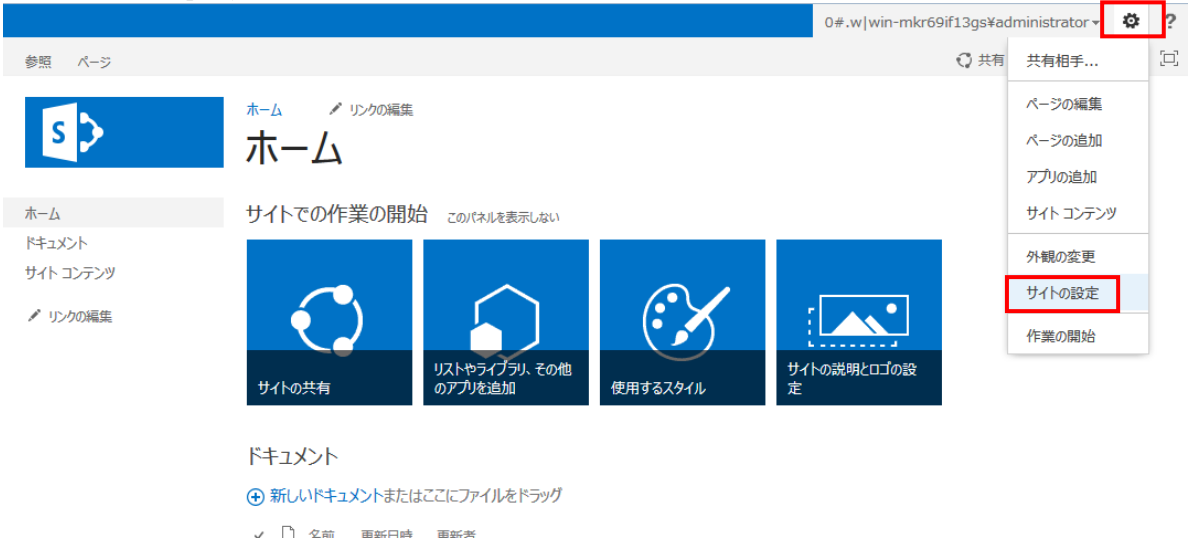 0#.w|win-mkr69if13gs¥administrator
?
参照 ページ
共有
共有相手...
ページの編集
ページの追加
アプリの追加
サイト コンテンツ
外観の変更
サイトの設定
作業の開始
S
ホーム リンクの編集
ホーム
ホーム
ドキュメント
サイト コンテンツ
リンクの編集
サイトでの作業の開始 このパネルを表示しない
サイトの共有
リストやライブラリ、その他
のアプリを追加
使用するスタイル
サイトの説明とロゴの設
定
ドキュメント
新しいドキュメントまたはここにファイルをドラッグ
名前 更新日時 更新者